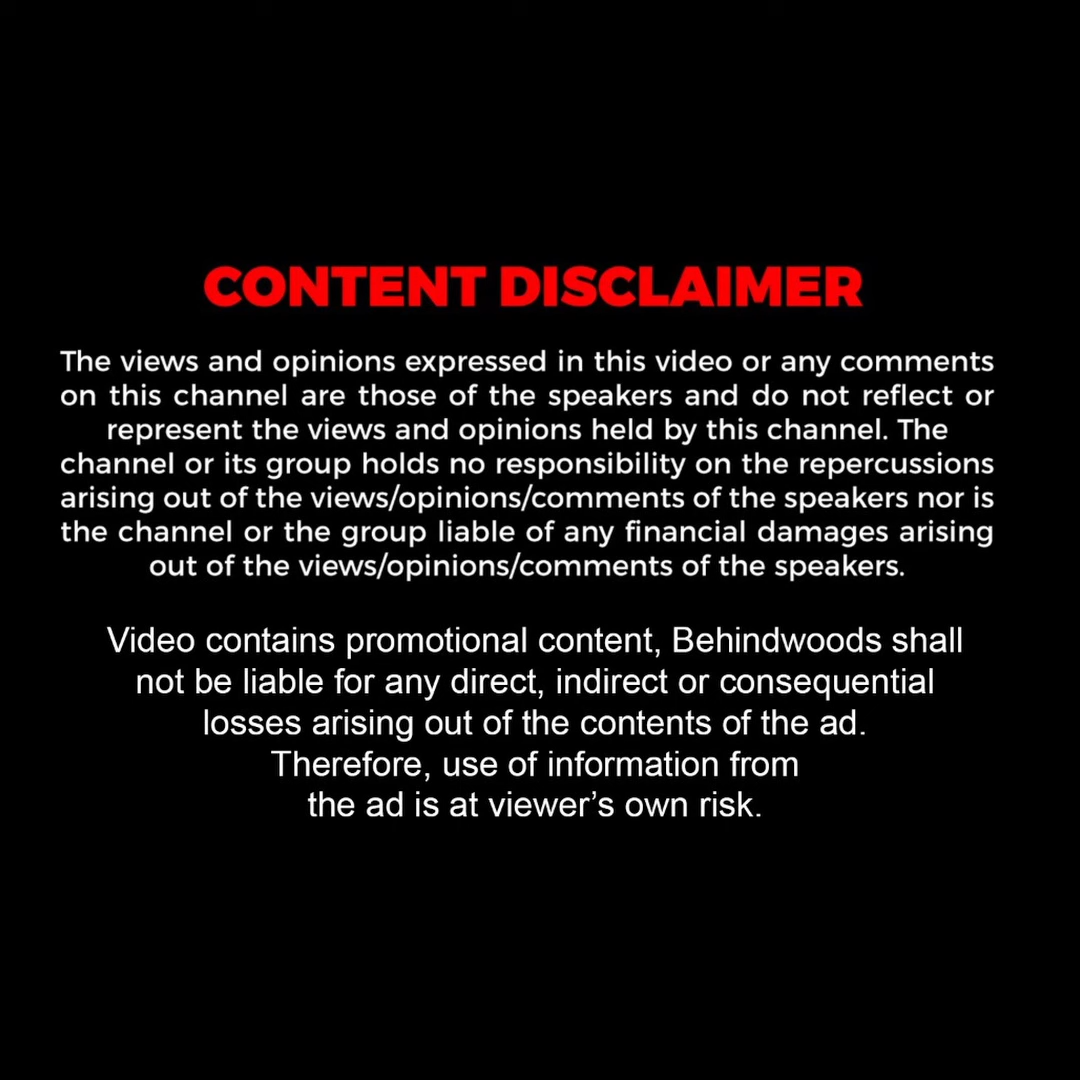 CONTENT DISCLAIMER
The views and opinions expressed in this video or any comments
on this channel are those of the speakers and do not reflect or
represent the views and opinions held by this channel. The
channel or its group holds no responsibility on the repercussions
arising out of the views/opinions/comments of the speakers nor is
the channel or the group liable of any financial damages arising
out of the views/opinions/comments of the speakers.
Video contains promotional content, Behindwoods shall
not be liable for any direct, indirect or consequential
losses arising out of the contents of the ad.
Therefore, use of information from
the ad is at viewer’s own risk.